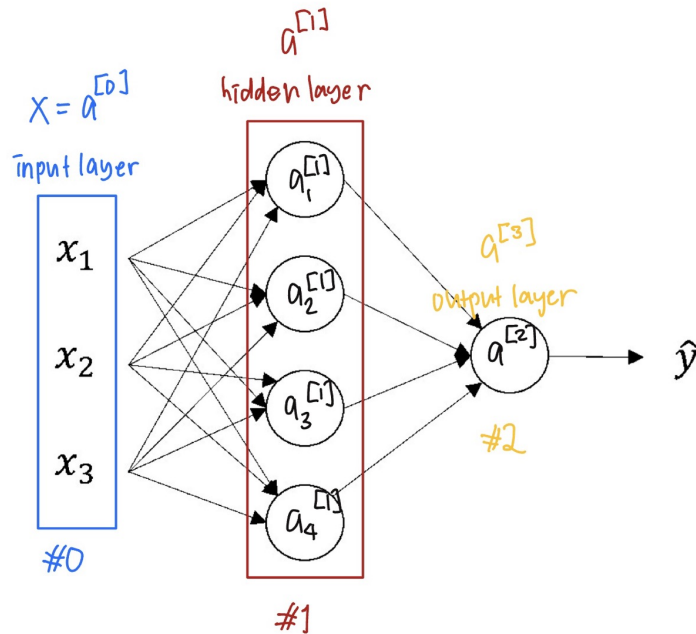 a^[1]
hidden layer
x = a^[0]
input layer
x₁
x₂
x₃
#0
a₁^[1]
a₂^[1]
a₃^[1]
a₄^[1]
#1
a^[3]
output layer
a^[2]
#2
ŷ